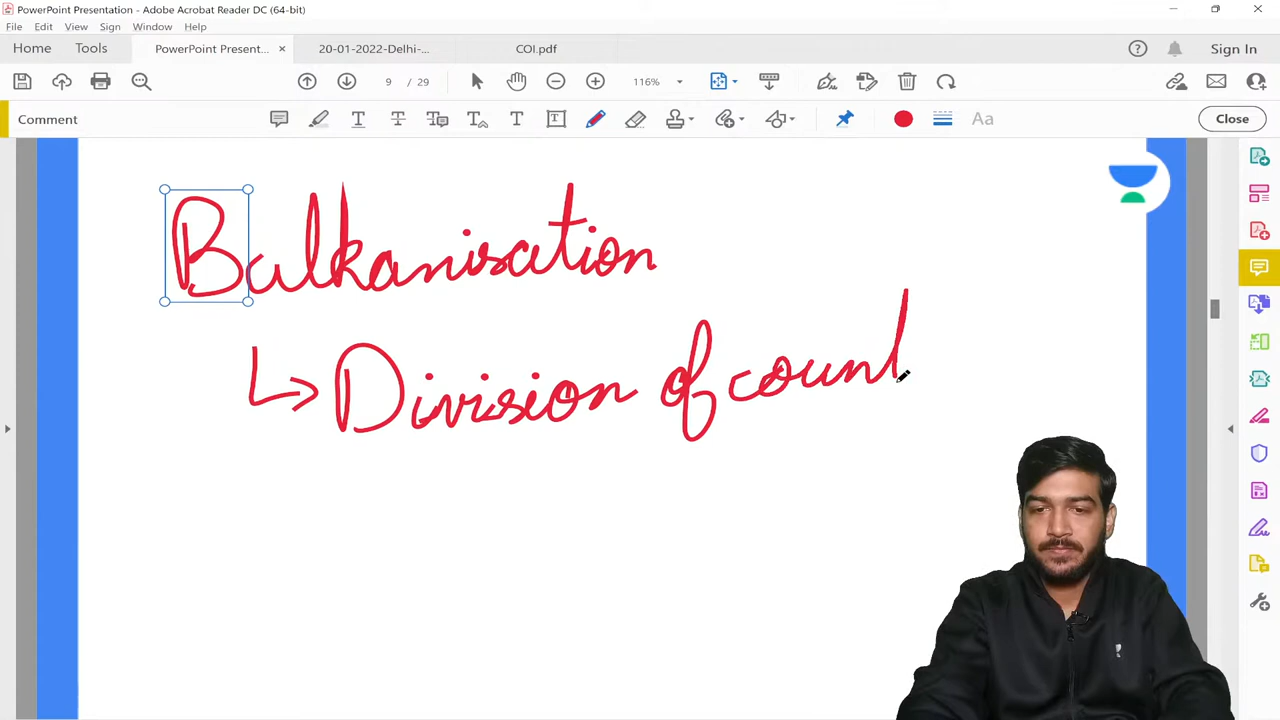 PowerPoint Presentation - Adobe Acrobat Reader DC (64-bit)
File Edit View Sign Window Help
Home Tools PowerPoint Present... × 20-01-2022-Delhi-... COI.pdf Sign In
9 / 29 116%
Comment Aa Close
Balkanisation
↳ Division of